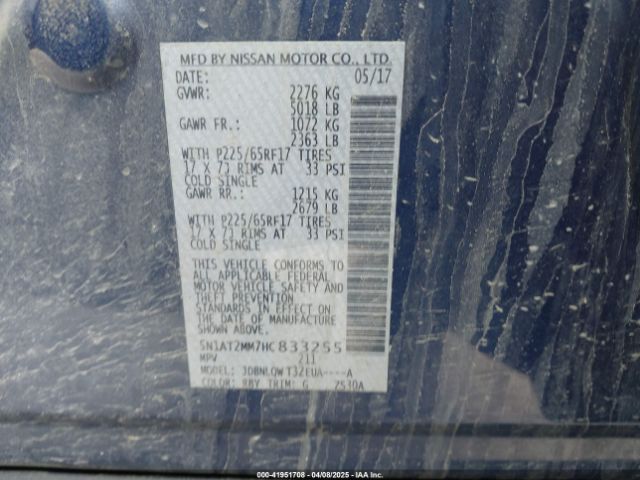 MFD BY NISSAN MOTOR CO., LTD.
DATE: 05/17
GVWR: 2276 KG
5018 LB
GAWR FR.: 1072 KG
2363 LB
WITH P225/65RF17 TIRES
17 X 7J RIMS AT 33 PSI
COLD SINGLE
GAWR RR.: 1215 KG
2679 LB
WITH P225/65RF17 TIRES
17 X 7J RIMS AT 33 PSI
COLD SINGLE
THIS VEHICLE CONFORMS TO
ALL APPLICABLE FEDERAL
MOTOR VEHICLE SAFETY AND
THEFT PREVENTION
STANDARDS IN EFFECT ON
THE DATE OF MANUFACTURE
SHOWN ABOVE.
5N1AT2MM7HC833255
MPV 211
MODEL: JDBNLQWT32EUA----A
COLOR: RBY TRIM: G ZS30A
000-41951708 - 04/08/2025 - IAAI.COM